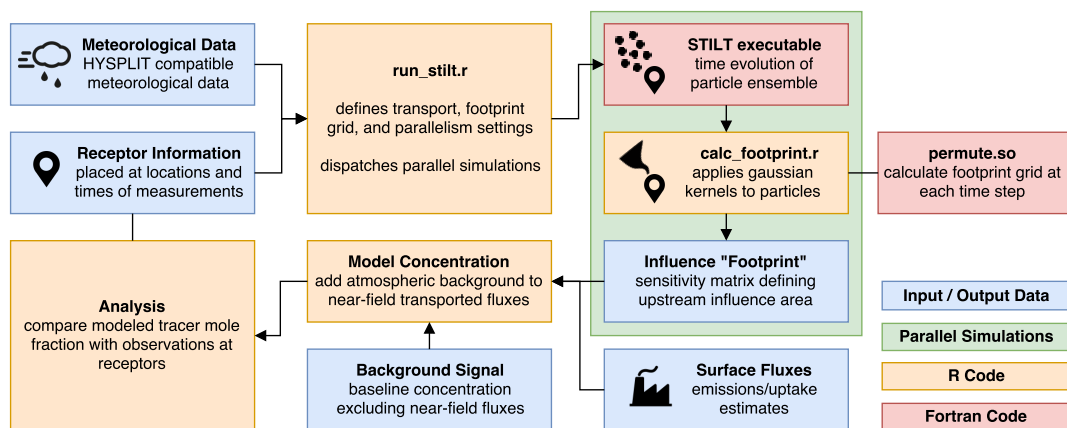 Meteorological Data
HYSPLIT compatible
meteorological data
Receptor Information
placed at locations and
times of measurements
run_stilt.r
defines transport, footprint
grid, and parallelism settings
dispatches parallel simulations
STILT executable
time evolution of
particle ensemble
calc_footprint.r
applies gaussian
kernels to particles
permute.so
calculate footprint grid at
each time step
Influence "Footprint"
sensitivity matrix defining
upstream influence area
Model Concentration
add atmospheric background to
near-field transported fluxes
Analysis
compare modeled tracer mole
fraction with observations at
receptors
Background Signal
baseline concentration
excluding near-field fluxes
Surface Fluxes
emissions/uptake
estimates
Input / Output Data
Parallel Simulations
R Code
Fortran Code